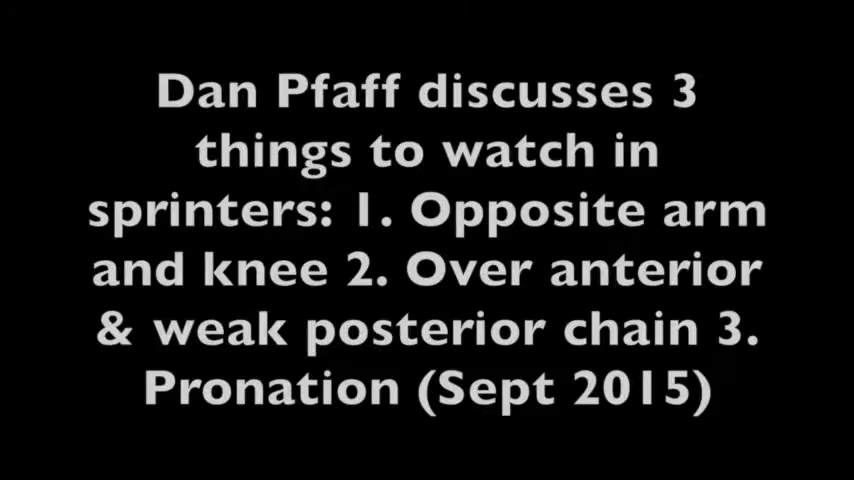 Dan Pfaff discusses 3
things to watch in
sprinters: 1. Opposite arm
and knee 2. Over anterior
& weak posterior chain 3.
Pronation (Sept 2015)